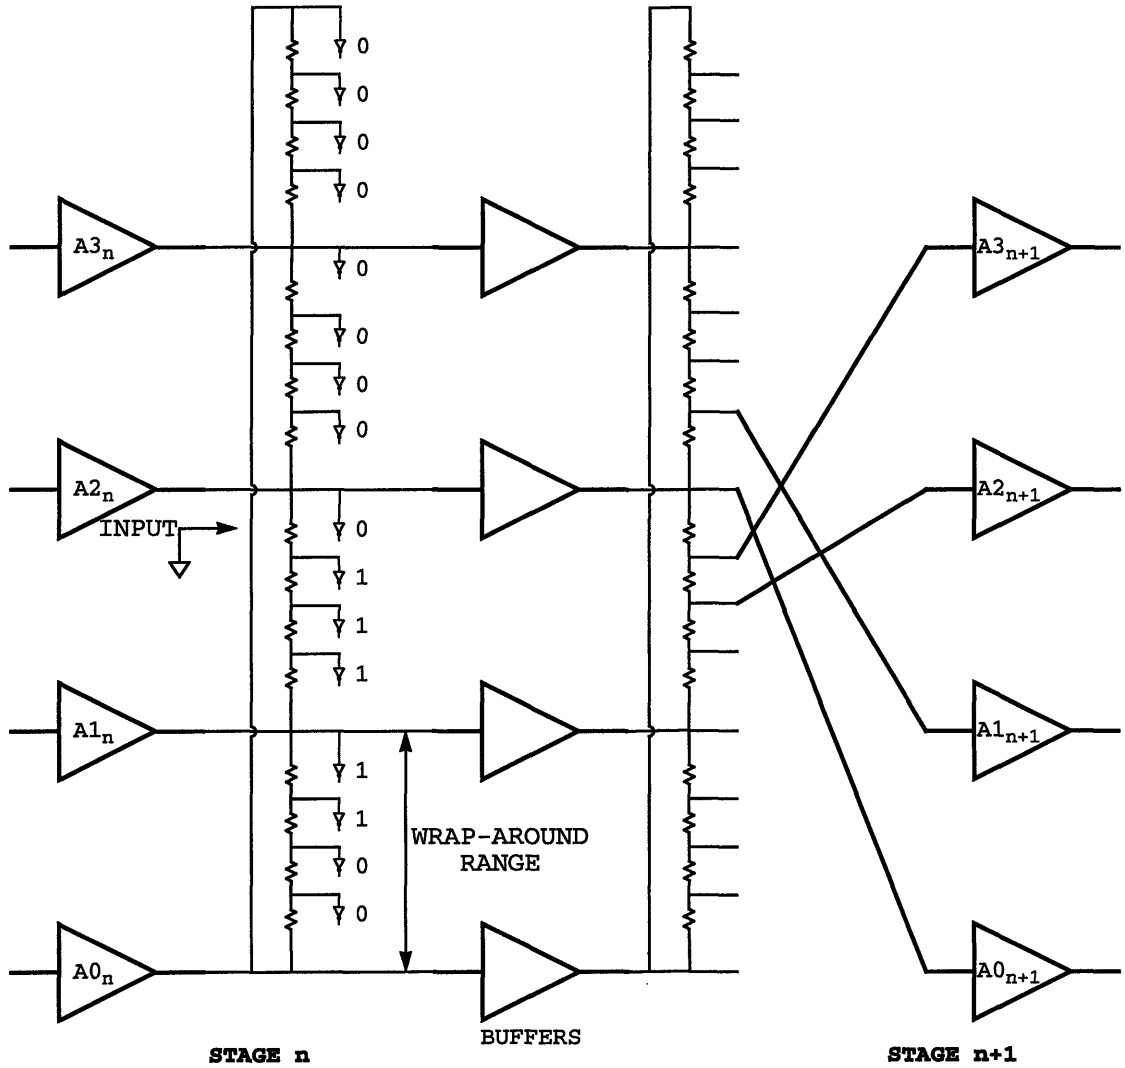 0
0
0
0
A3n
A3n+1
0
0
0
0
A2n
A2n+1
INPUT
0
1
1
1
A1n
A1n+1
1
1
WRAP-AROUND
RANGE
0
0
A0n
A0n+1
BUFFERS
STAGE n
STAGE n+1